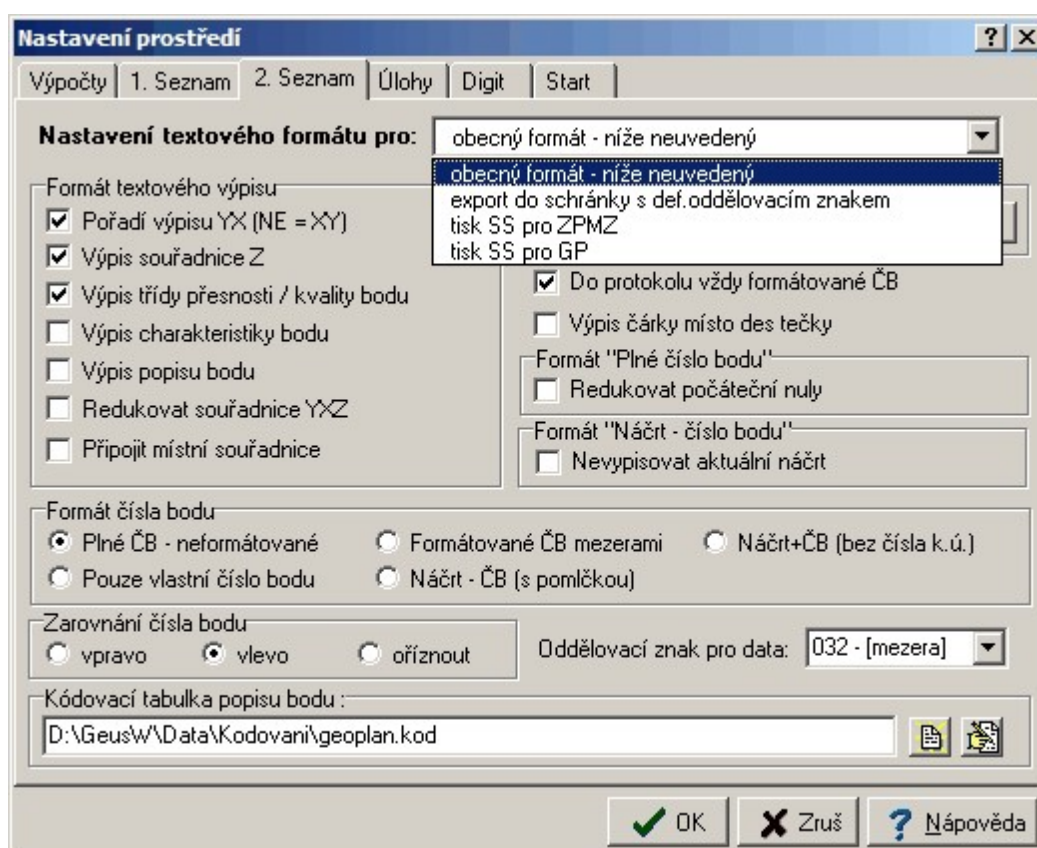 Nastavení prostředí
Výpočty 1. Seznam 2. Seznam Úlohy Digit Start
Nastavení textového formátu pro: obecný formát - níže neuvedený
obecný formát - níže neuvedený
export do schránky s def.oddělovacím znakem
tisk SS pro ZPMZ
tisk SS pro GP
Formát textového výpisu
Pořadí výpisu YX (NE = XY)
Výpis souřadnice Z
Výpis třídy přesnosti / kvality bodu
Výpis charakteristiky bodu
Výpis popisu bodu
Redukovat souřadnice YXZ
Připojit místní souřadnice
Do protokolu vždy formátované ČB
Výpis čárky místo des tečky
Formát "Plné číslo bodu"
Redukovat počáteční nuly
Formát "Náčrt - číslo bodu"
Nevypisovat aktuální náčrt
Formát čísla bodu
Plné ČB - neformátované Formátované ČB mezerami Náčrt+ČB (bez čísla k.ú.)
Pouze vlastní číslo bodu Náčrt - ČB (s pomlčkou)
Zarovnání čísla bodu
vpravo vlevo oříznout
Oddělovací znak pro data: 032 - [mezera]
Kódovací tabulka popisu bodu :
D:\GeusW\Data\Kodovani\geoplan.kod
OK Zruš Nápověda